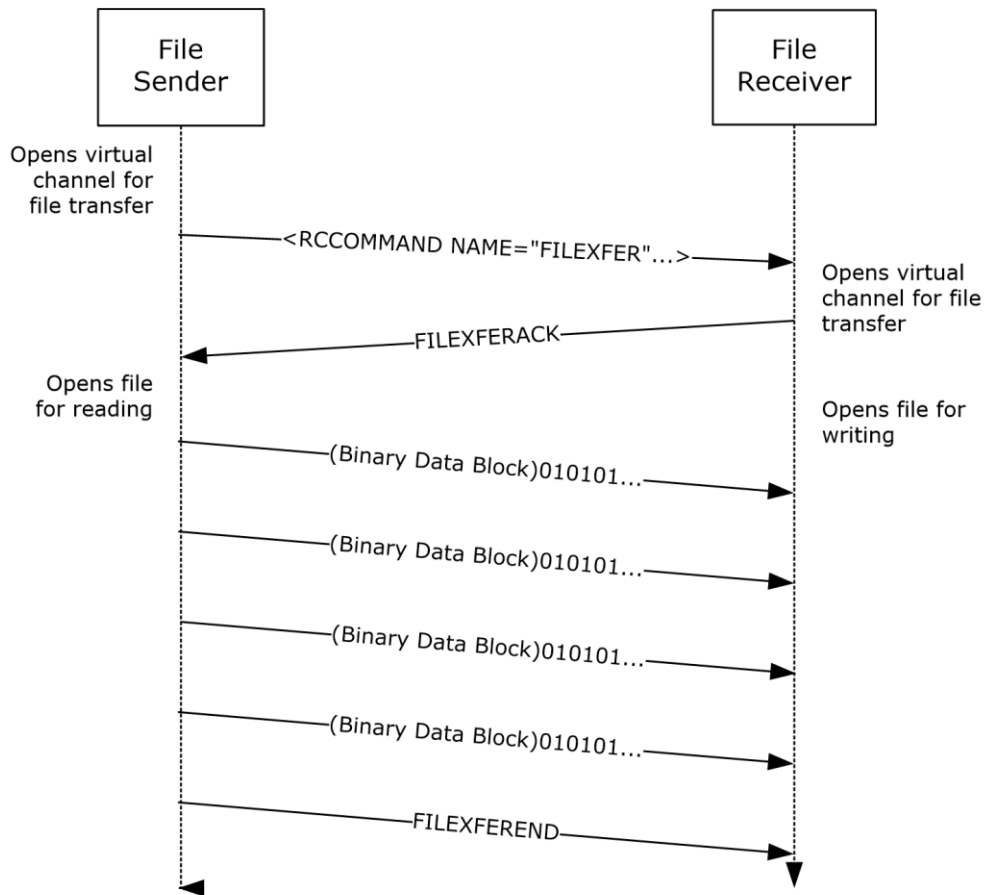 File
Sender
File
Receiver
Opens virtual
channel for
file transfer
<RCCOMMAND NAME="FILEXFER"...>
Opens virtual
channel for file
transfer
FILEXFERACK
Opens file
for reading
Opens file for
writing
(Binary Data Block)010101...
(Binary Data Block)010101...
(Binary Data Block)010101...
(Binary Data Block)010101...
FILEXFEREND